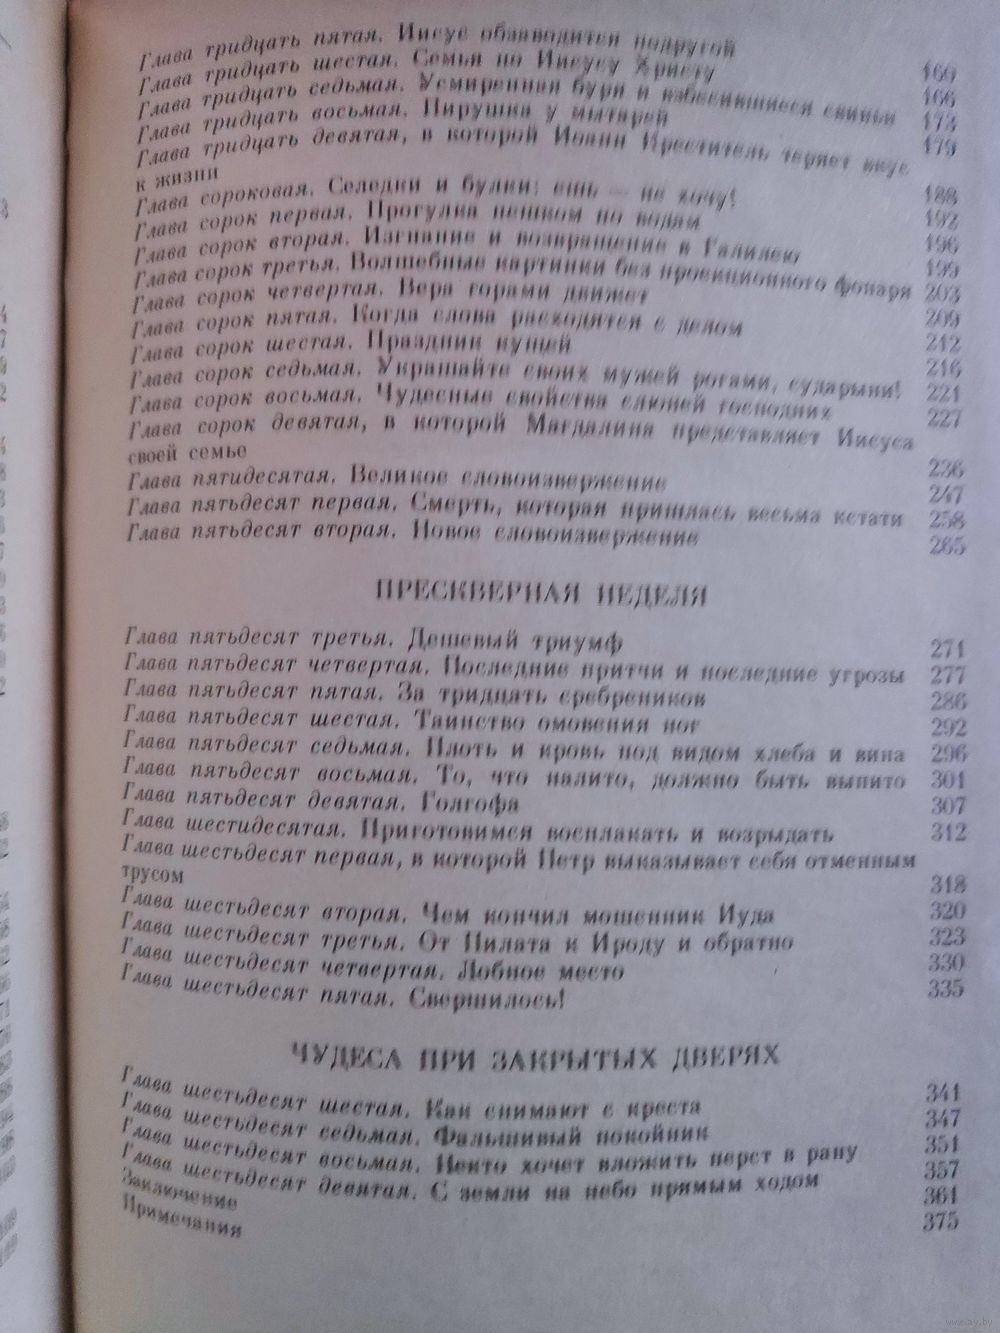 Глава тридцать пятая. Иисус обзаводится подругой 160
Глава тридцать шестая. Семья по Иисусу Христу 166
Глава тридцать седьмая. Усмиренная буря и взбесившиеся свиньи 173
Глава тридцать восьмая. Пирушка у мытарей 179
Глава тридцать девятая, в которой Иоанн Креститель теряет вкус
к жизни 188
Глава сороковая. Селедки и булки: ешь — не хочу! 192
Глава сорок первая. Прогулка пешком по водам 196
Глава сорок вторая. Изгнание и возвращение в Галилею 199
Глава сорок третья. Волшебные картинки без проекционного фонаря 203
Глава сорок четвертая. Вера горами движет 209
Глава сорок пятая. Когда слова расходятся с делом 212
Глава сорок шестая. Праздник кущей 216
Глава сорок седьмая. Украшайте своих мужей рогами, сударыни! 221
Глава сорок восьмая. Чудесные свойства слюней господних 227
Глава сорок девятая, в которой Магдалина представляет Иисуса
своей семье 236
Глава пятидесятая. Великое словоизвержение 247
Глава пятьдесят первая. Смерть, которая пришлась весьма кстати 258
Глава пятьдесят вторая. Новое словоизвержение 265
ПРЕСКВЕРНАЯ НЕДЕЛЯ
Глава пятьдесят третья. Дешевый триумф 271
Глава пятьдесят четвертая. Последние притчи и последние угрозы 277
Глава пятьдесят пятая. За тридцать сребреников 286
Глава пятьдесят шестая. Таинство омовения ног 292
Глава пятьдесят седьмая. Плоть и кровь под видом хлеба и вина 296
Глава пятьдесят восьмая. То, что налито, должно быть выпито 301
Глава пятьдесят девятая. Голгофа 307
Глава шестидесятая. Приготовимся восплакать и возрыдать 312
Глава шестьдесят первая, в которой Петр выказывает себя отменным
трусом 318
Глава шестьдесят вторая. Чем кончил мошенник Иуда 320
Глава шестьдесят третья. От Пилата к Ироду и обратно 323
Глава шестьдесят четвертая. Лобное место 330
Глава шестьдесят пятая. Свершилось! 335
ЧУДЕСА ПРИ ЗАКРЫТЫХ ДВЕРЯХ
Глава шестьдесят шестая. Как снимают с креста 341
Глава шестьдесят седьмая. Фальшивый покойник 347
Глава шестьдесят восьмая. Некто хочет вложить перст в рану 351
Глава шестьдесят девятая. С земли на небо прямым ходом 357
Заключение 361
Примечания 375
www.ay.by